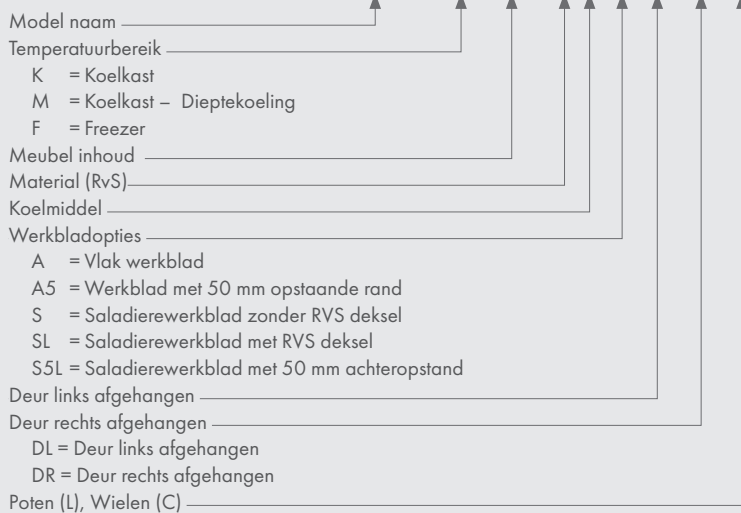 Model naam
Temperatuurbereik
K = Koelkast
M = Koelkast – Dieptekoeling
F = Freezer
Meubel inhoud
Material (RvS)
Koelmiddel
Werkbladopties
A = Vlak werkblad
A5 = Werkblad met 50 mm opstaande rand
S = Saladierewerkblad zonder RVS deksel
SL = Saladierewerkblad met RVS deksel
S5L = Saladierewerkblad met 50 mm achteropstand
Deur links afgehangen
Deur rechts afgehangen
DL = Deur links afgehangen
DR = Deur rechts afgehangen
Poten (L), Wielen (C)